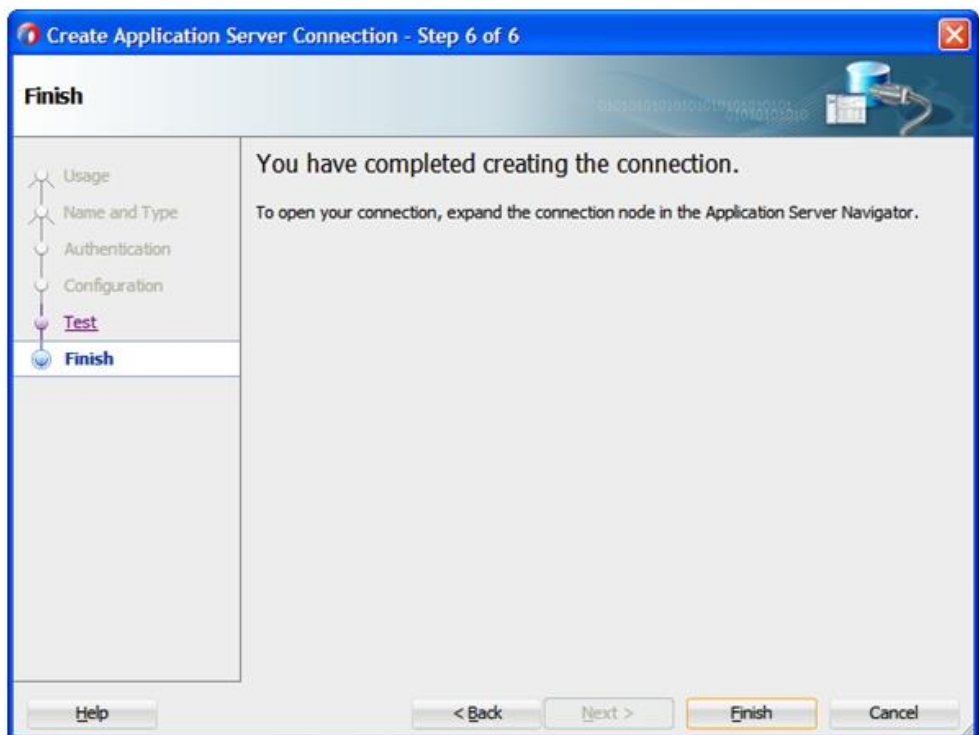 Create Application Server Connection - Step 6 of 6
Finish
Usage
Name and Type
Authentication
Configuration
Test
Finish
You have completed creating the connection.
To open your connection, expand the connection node in the Application Server Navigator.
Help
< Back
Next >
Finish
Cancel